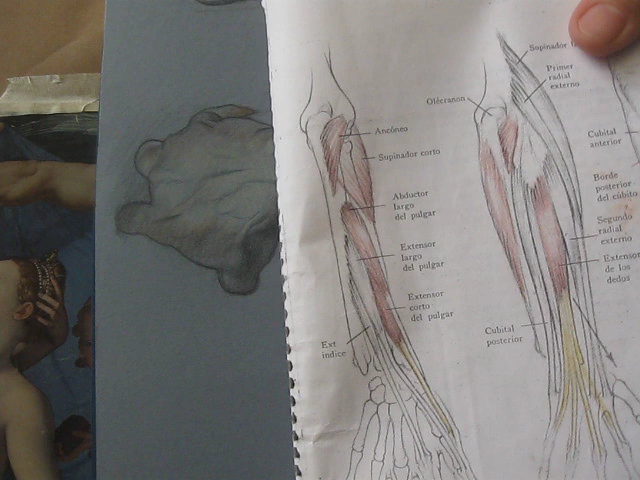 Ancóneo
Supinador corto
Abductor
largo
del pulgar
Extensor
largo
del pulgar
Extensor
corto
del pulgar
Ext
indice
Supinador
Primer
radial
externo
Olécranon
Cubital
anterior
Borde
posterior
del cúbito
Segundo
radial
externo
Extensor
de los
dedos
Cubital
posterior